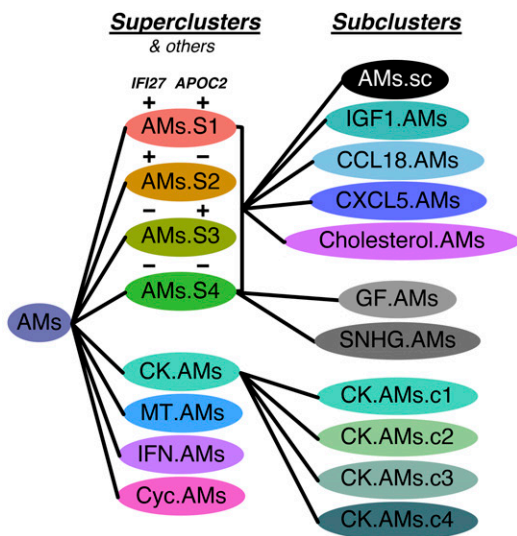 Superclusters
& others
IFI27 APOC2
+ +
AMs.S1
+ –
AMs.S2
– +
AMs.S3
– –
AMs.S4
AMs
CK.AMs
MT.AMs
IFN.AMs
Cyc.AMs
Subclusters
AMs.sc
IGF1.AMs
CCL18.AMs
CXCL5.AMs
Cholesterol.AMs
GF.AMs
SNHG.AMs
CK.AMs.c1
CK.AMs.c2
CK.AMs.c3
CK.AMs.c4